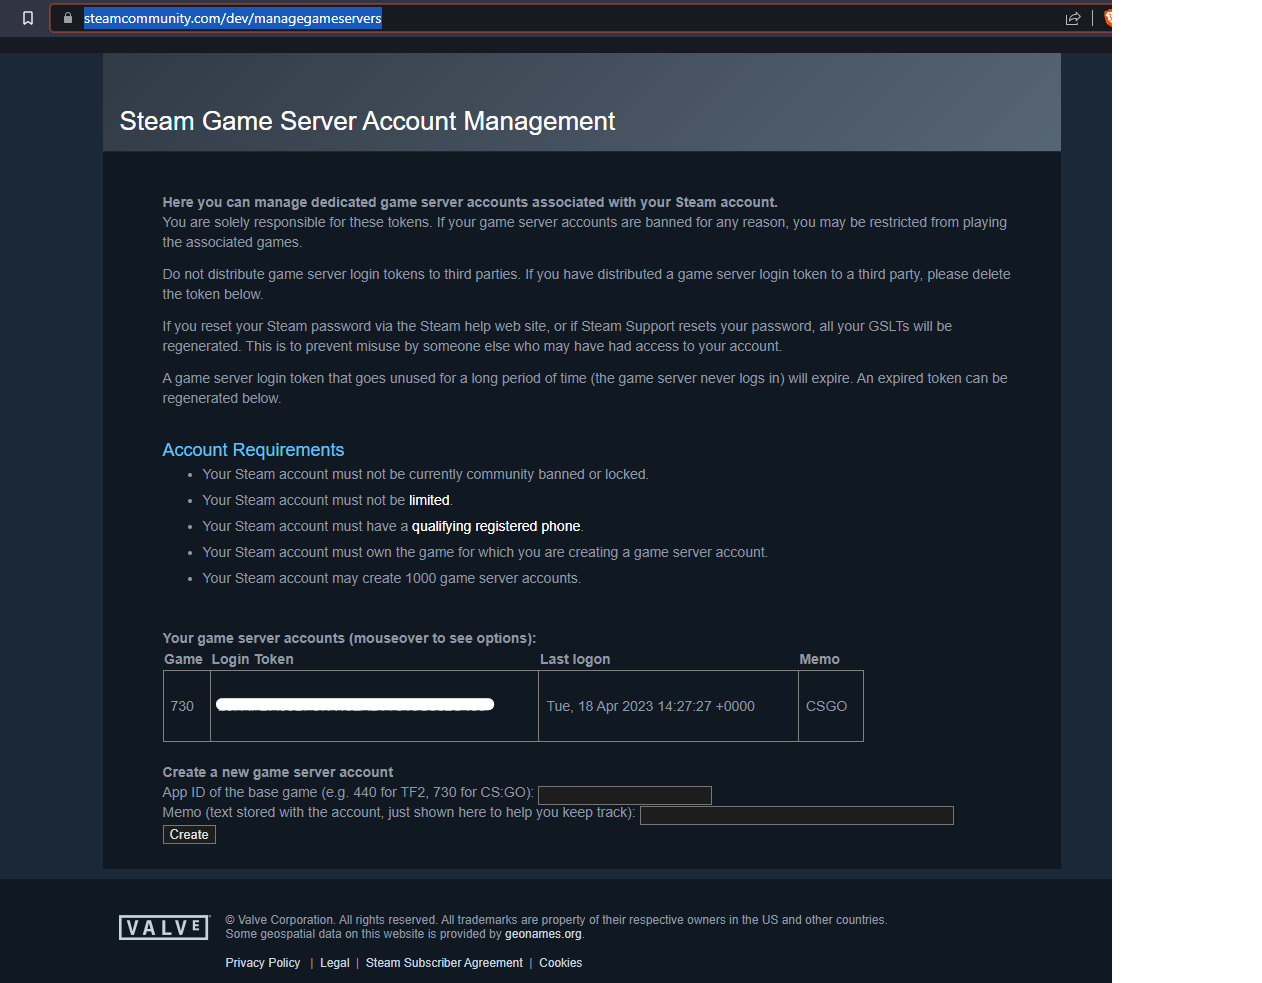 steamcommunity.com/dev/managegameservers
Steam Game Server Account Management
Here you can manage dedicated game server accounts associated with your Steam account.
You are solely responsible for these tokens. If your game server accounts are banned for any reason, you may be restricted from playing
the associated games.
Do not distribute game server login tokens to third parties. If you have distributed a game server login token to a third party, please delete
the token below.
If you reset your Steam password via the Steam help web site, or if Steam Support resets your password, all your GSLTs will be
regenerated. This is to prevent misuse by someone else who may have had access to your account.
A game server login token that goes unused for a long period of time (the game server never logs in) will expire. An expired token can be
regenerated below.
Account Requirements
• Your Steam account must not be currently community banned or locked.
• Your Steam account must not be limited.
• Your Steam account must have a qualifying registered phone.
• Your Steam account must own the game for which you are creating a game server account.
• Your Steam account may create 1000 game server accounts.
Your game server accounts (mouseover to see options):
Game Login Token Last logon Memo
730 Tue, 18 Apr 2023 14:27:27 +0000 CSGO
Create a new game server account
App ID of the base game (e.g. 440 for TF2, 730 for CS:GO):
Memo (text stored with the account, just shown here to help you keep track):
Create
VALVE
© Valve Corporation. All rights reserved. All trademarks are property of their respective owners in the US and other countries.
Some geospatial data on this website is provided by geonames.org.
Privacy Policy | Legal | Steam Subscriber Agreement | Cookies